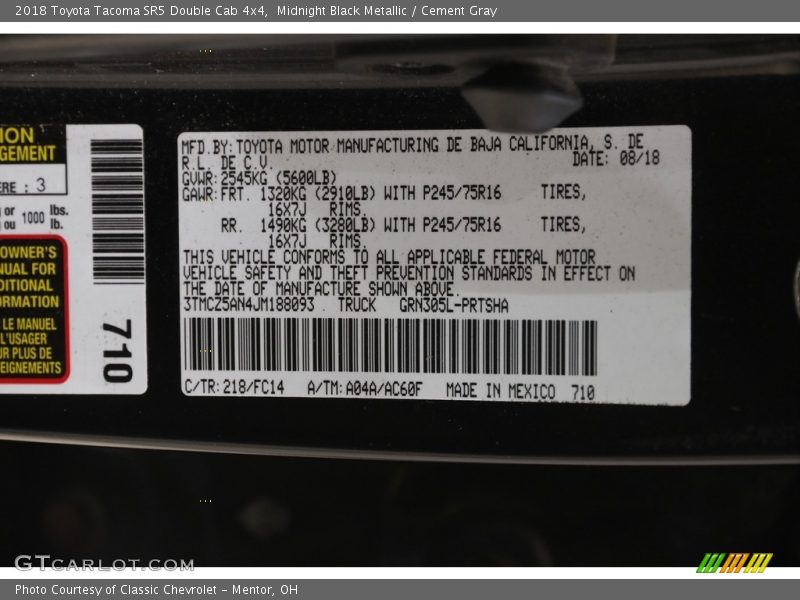 2018 Toyota Tacoma SR5 Double Cab 4x4,  Midnight Black Metallic / Cement Gray
ION
GEMENT
ERE : 3
or 1000 lbs.
ou lb.
OWNER'S
NUAL FOR
DITIONAL
ORMATION
LE MANUEL
L'USAGER
UR PLUS DE
EIGNEMENTS
710
MFD.BY:TOYOTA MOTOR MANUFACTURING DE BAJA CALIFORNIA, S. DE
R.L. DE C.V. DATE: 08/18
GVWR:2545KG (5600LB)
GAWR:FRT. 1320KG (2910LB) WITH P245/75R16 TIRES,
16X7J RIMS,
RR. 1490KG (3280LB) WITH P245/75R16 TIRES,
16X7J RIMS,
THIS VEHICLE CONFORMS TO ALL APPLICABLE FEDERAL MOTOR
VEHICLE SAFETY AND THEFT PREVENTION STANDARDS IN EFFECT ON
THE DATE OF MANUFACTURE SHOWN ABOVE.
3TMCZ5AN4JM188093 TRUCK GRN305L-PRTSHA
C/TR:218/FC14 A/TM:A04A/AC60F MADE IN MEXICO 710
GTCARLOT.COM
Photo Courtesy of Classic Chevrolet - Mentor, OH